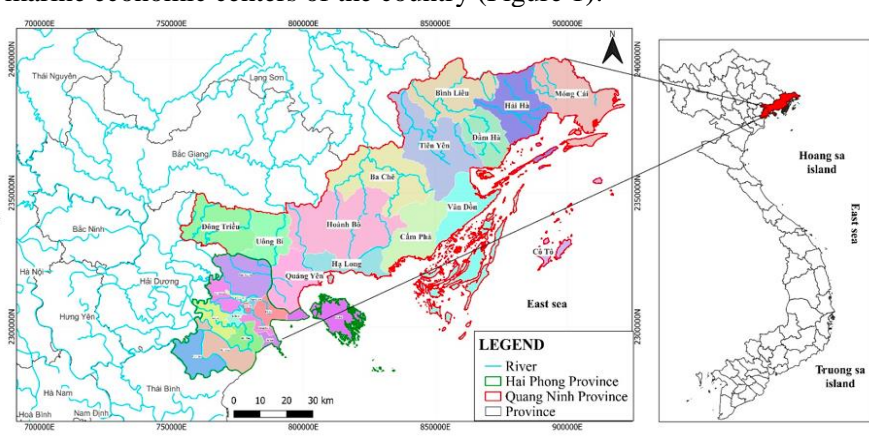 marine economic centers of the country (Figure 1).
700000E 750000E 800000E 850000E 900000E
N
2400000N 2400000N
Thái Nguyên
Lạng Sơn
Bình Liêu
Hải Hà
Móng Cái
Đầm Hà
Tiên Yên
Bắc Giang
Ba Chẽ
2350000N 2350000N
Vân Đồn
Hoành Bồ
Đông Triều
Bắc Ninh
Uông Bí
Cẩm Phả
Cô Tô
Hạ Long
Hà Nội
Hải Dương
Quảng Yên
East sea
Hưng Yên
2300000N 2300000N
Thái Bình
Hà Nam
Hoà Bình
Nam Định
0 10 20 30 km
LEGEND
River
Hai Phong Province
Quang Ninh Province
Province
700000E 750000E 800000E 850000E 900000E
Hoang sa
island
East sea
Truong sa
island